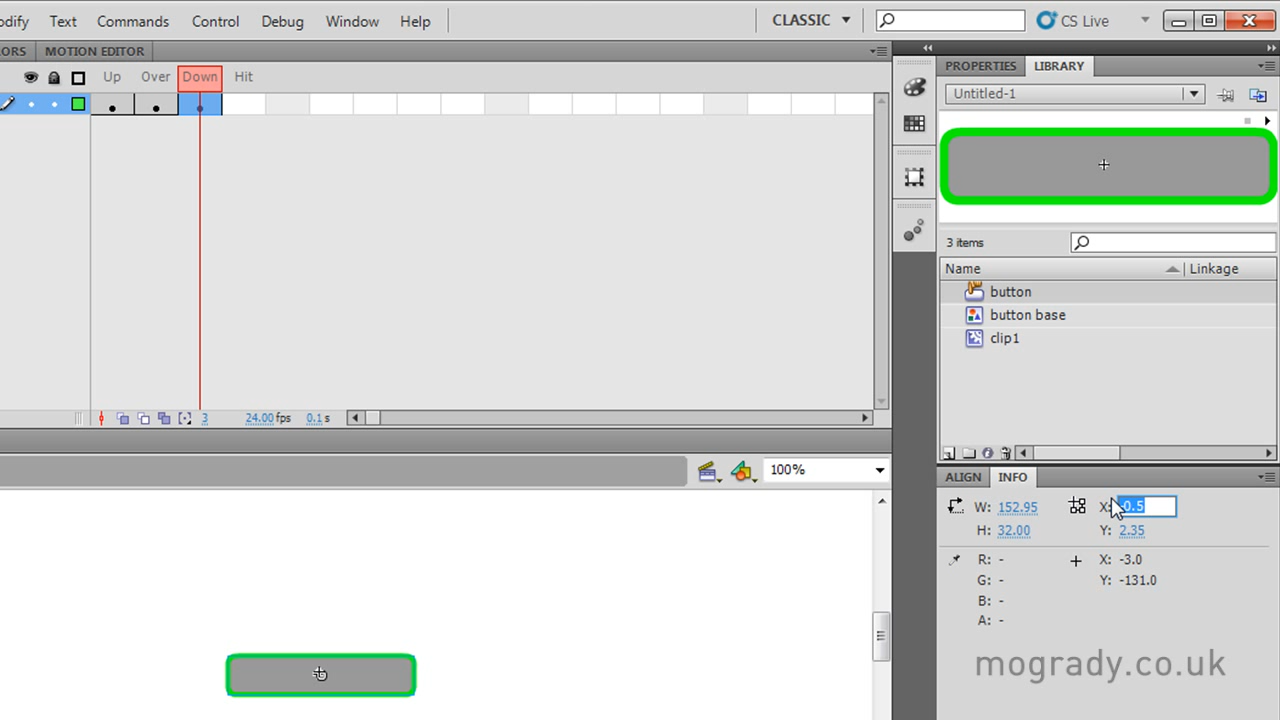 odify Text Commands Control Debug Window Help CLASSIC CS Live
ORS MOTION EDITOR
PROPERTIES LIBRARY
Up Over Down Hit
Untitled-1
3 items
Name Linkage
button
button base
clip1
3 24.00 fps 0.1 s
100%
ALIGN INFO
W: 152.95 X: -0.5
H: 32.00 Y: 2.35
R: - X: -3.0
G: - Y: -131.0
B: -
A: -
mogrady.co.uk